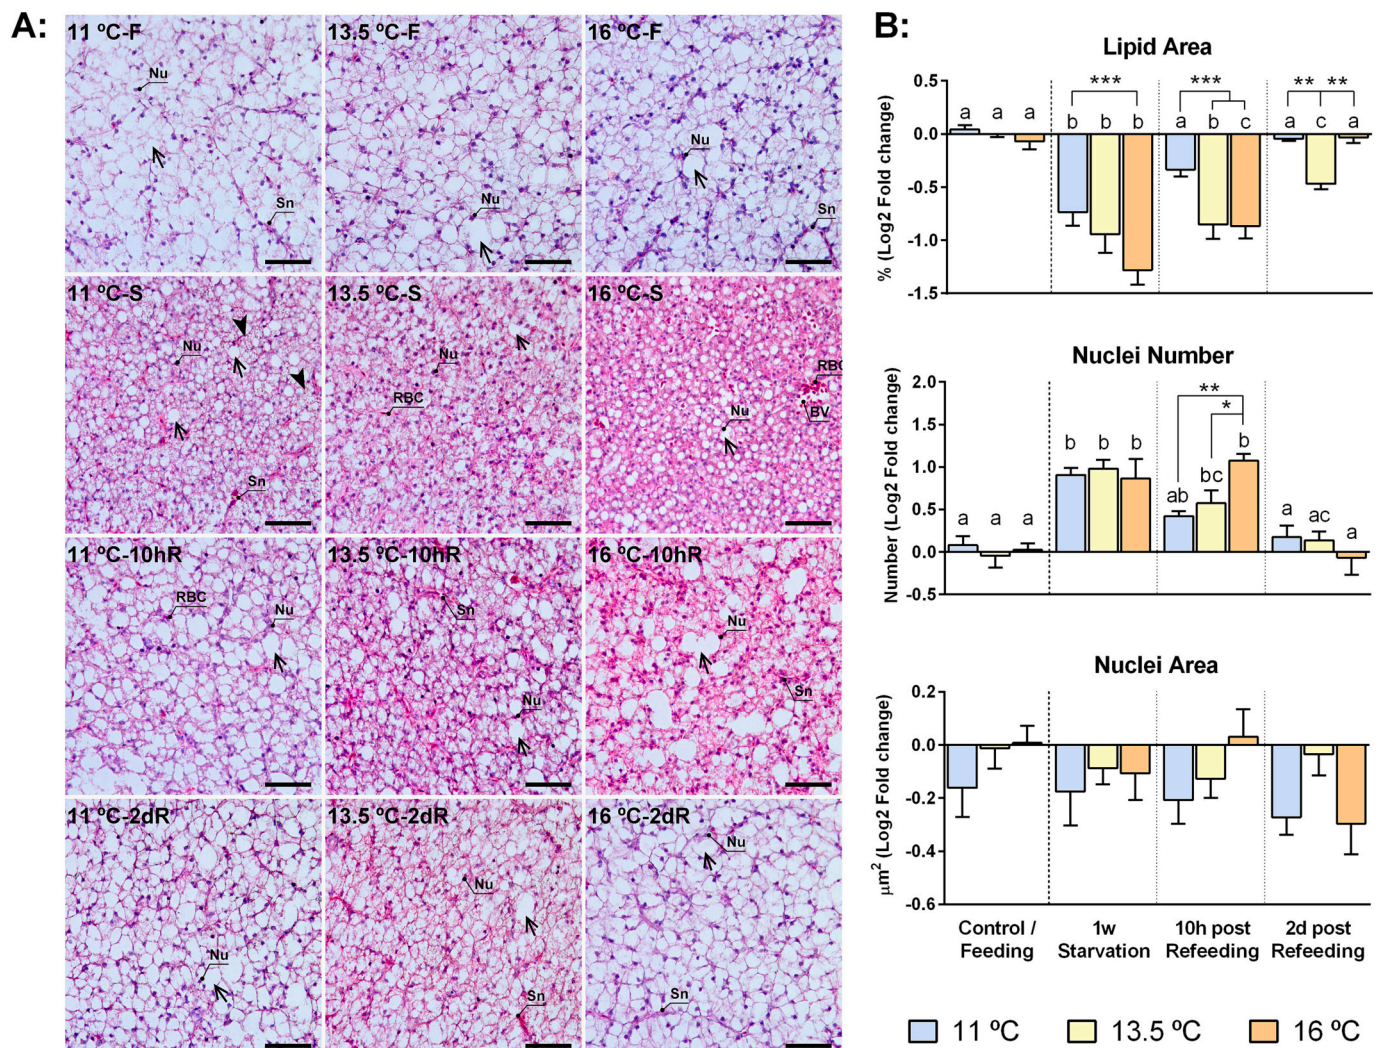 A:
11 ºC-F
Nu
Sn
13.5 ºC-F
Nu
16 ºC-F
Nu
Sn
11 ºC-S
Nu
Sn
13.5 ºC-S
Nu
RBC
16 ºC-S
RBC
BV
Nu
11 ºC-10hR
RBC
Nu
13.5 ºC-10hR
Sn
Nu
16 ºC-10hR
Nu
Sn
11 ºC-2dR
Nu
13.5 ºC-2dR
Nu
Sn
16 ºC-2dR
Nu
Sn
B:
Lipid Area
% (Log2 Fold change)
0.5
0.0
-0.5
-1.0
-1.5
*** *** ** **
a a a b b b a b c a c a
Nuclei Number
Number (Log2 Fold change)
2.0
1.0
0.5
0.0
-0.5
**
*
a a a b b b ab bc b a ac a
Nuclei Area
µm² (Log2 Fold change)
0.2
0.0
-0.2
-0.4
-0.6
Control / Feeding
1w Starvation
10h post Refeeding
2d post Refeeding
11 ºC 13.5 ºC 16 ºC